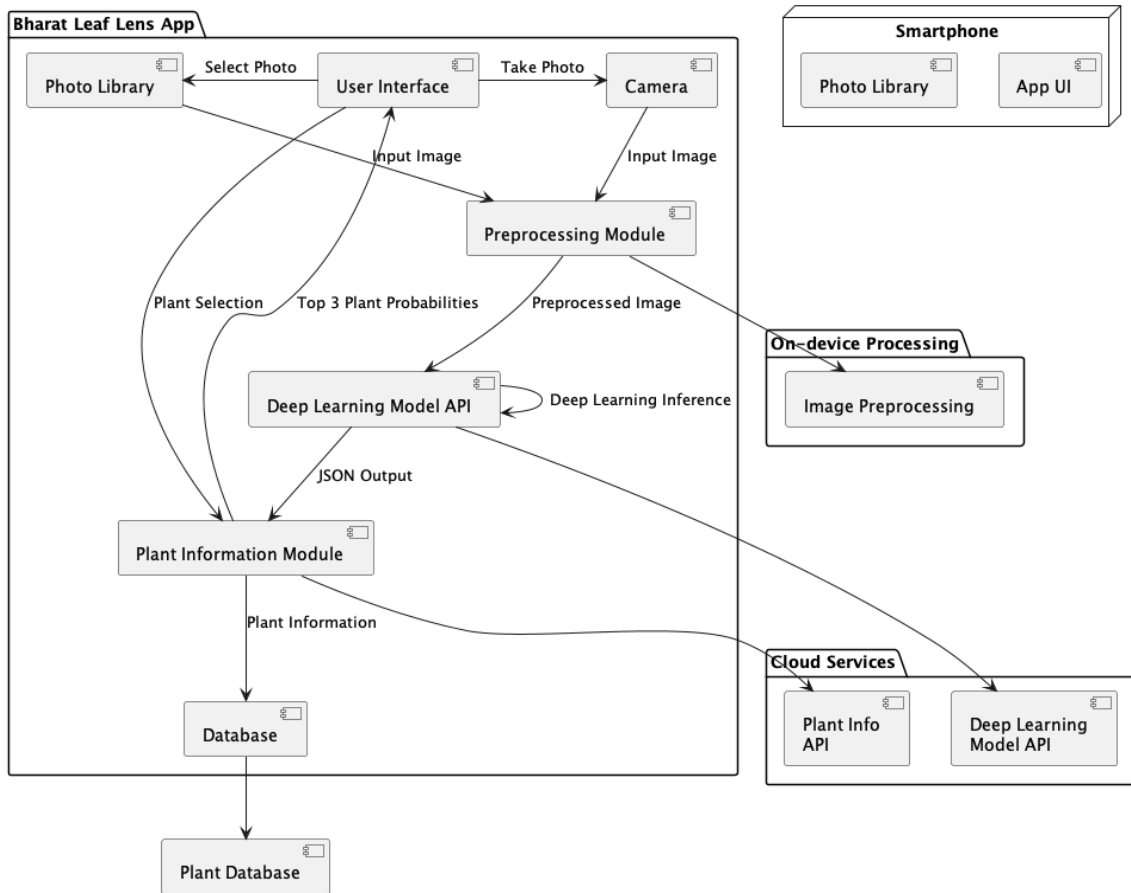 Bharat Leaf Lens App
Smartphone
Photo Library
Select Photo
User Interface
Take Photo
Camera
Photo Library
App UI
Input Image
Input Image
Preprocessing Module
Plant Selection
Top 3 Plant Probabilities
Preprocessed Image
On-device Processing
Deep Learning Model API
Deep Learning Inference
Image Preprocessing
JSON Output
Plant Information Module
Plant Information
Cloud Services
Database
Plant Info
API
Deep Learning
Model API
Plant Database